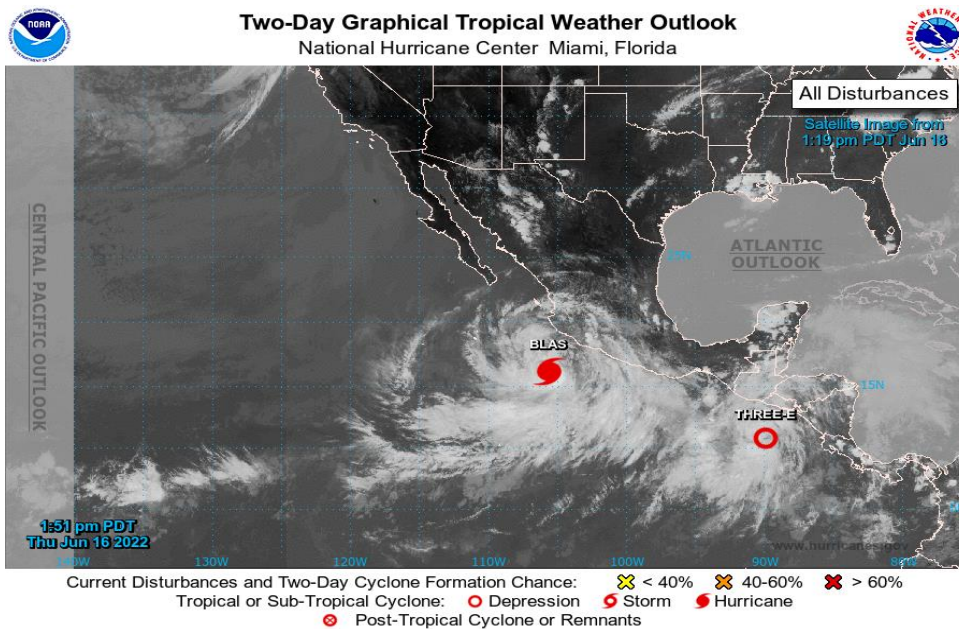 Two-Day Graphical Tropical Weather Outlook
National Hurricane Center Miami, Florida
NOAA
All Disturbances
Satellite Image from
1:19 pm PDT Jun 16
CENTRAL PACIFIC OUTLOOK
ATLANTIC
OUTLOOK
25N
BLAS
15N
THREE-E
1:51 pm PDT
Thu Jun 16 2022
www.hurricanes.gov
140W 130W 120W 110W 100W 90W 80W
Current Disturbances and Two-Day Cyclone Formation Chance: < 40% 40-60% > 60%
Tropical or Sub-Tropical Cyclone: Depression Storm Hurricane
Post-Tropical Cyclone or Remnants